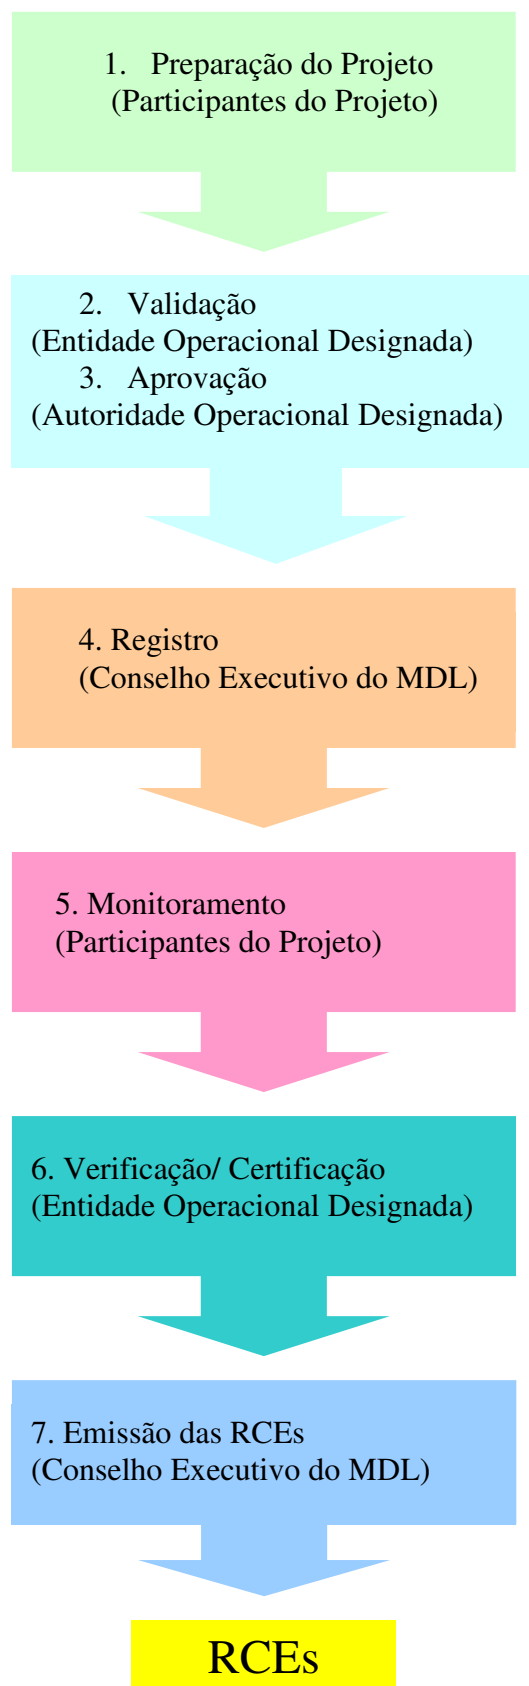 1. Preparação do Projeto
(Participantes do Projeto)
2. Validação
(Entidade Operacional Designada)
3. Aprovação
(Autoridade Operacional Designada)
4. Registro
(Conselho Executivo do MDL)
5. Monitoramento
(Participantes do Projeto)
6. Verificação/ Certificação
(Entidade Operacional Designada)
7. Emissão das RCEs
(Conselho Executivo do MDL)
RCEs